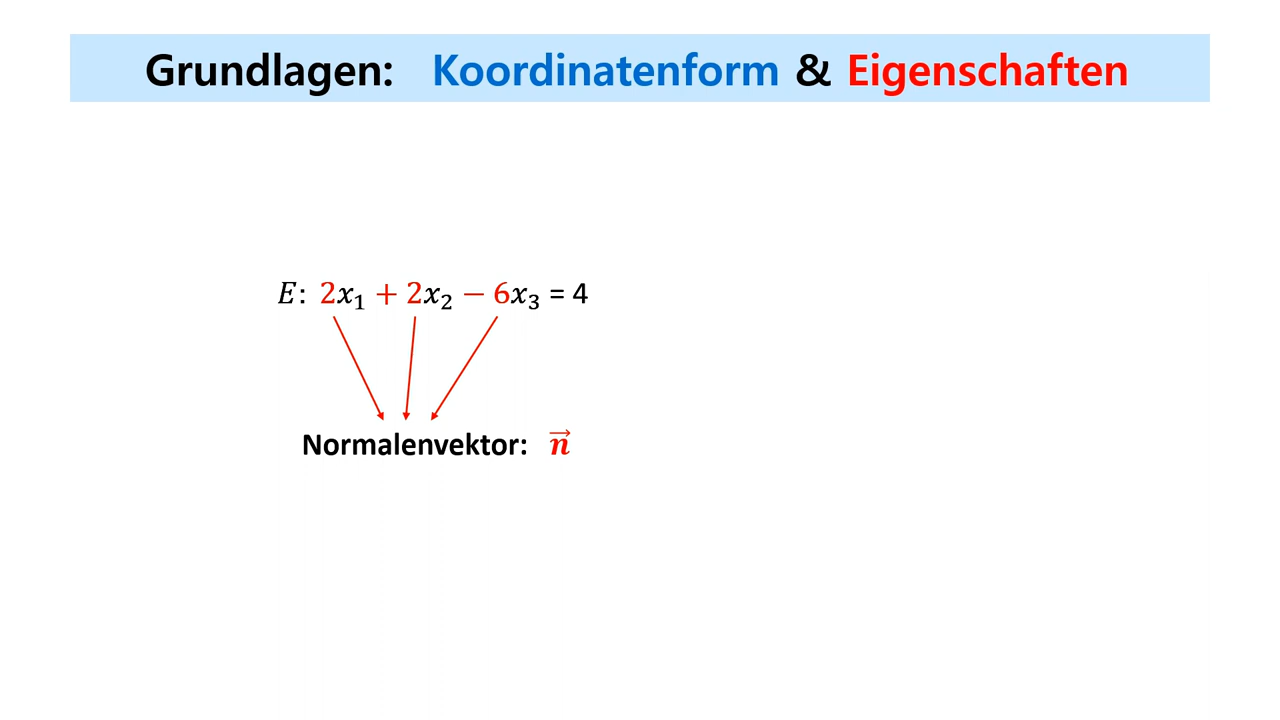 Grundlagen: Koordinatenform & Eigenschaften
E: 2x₁ + 2x₂ − 6x₃ = 4
Normalenvektor: n⃗